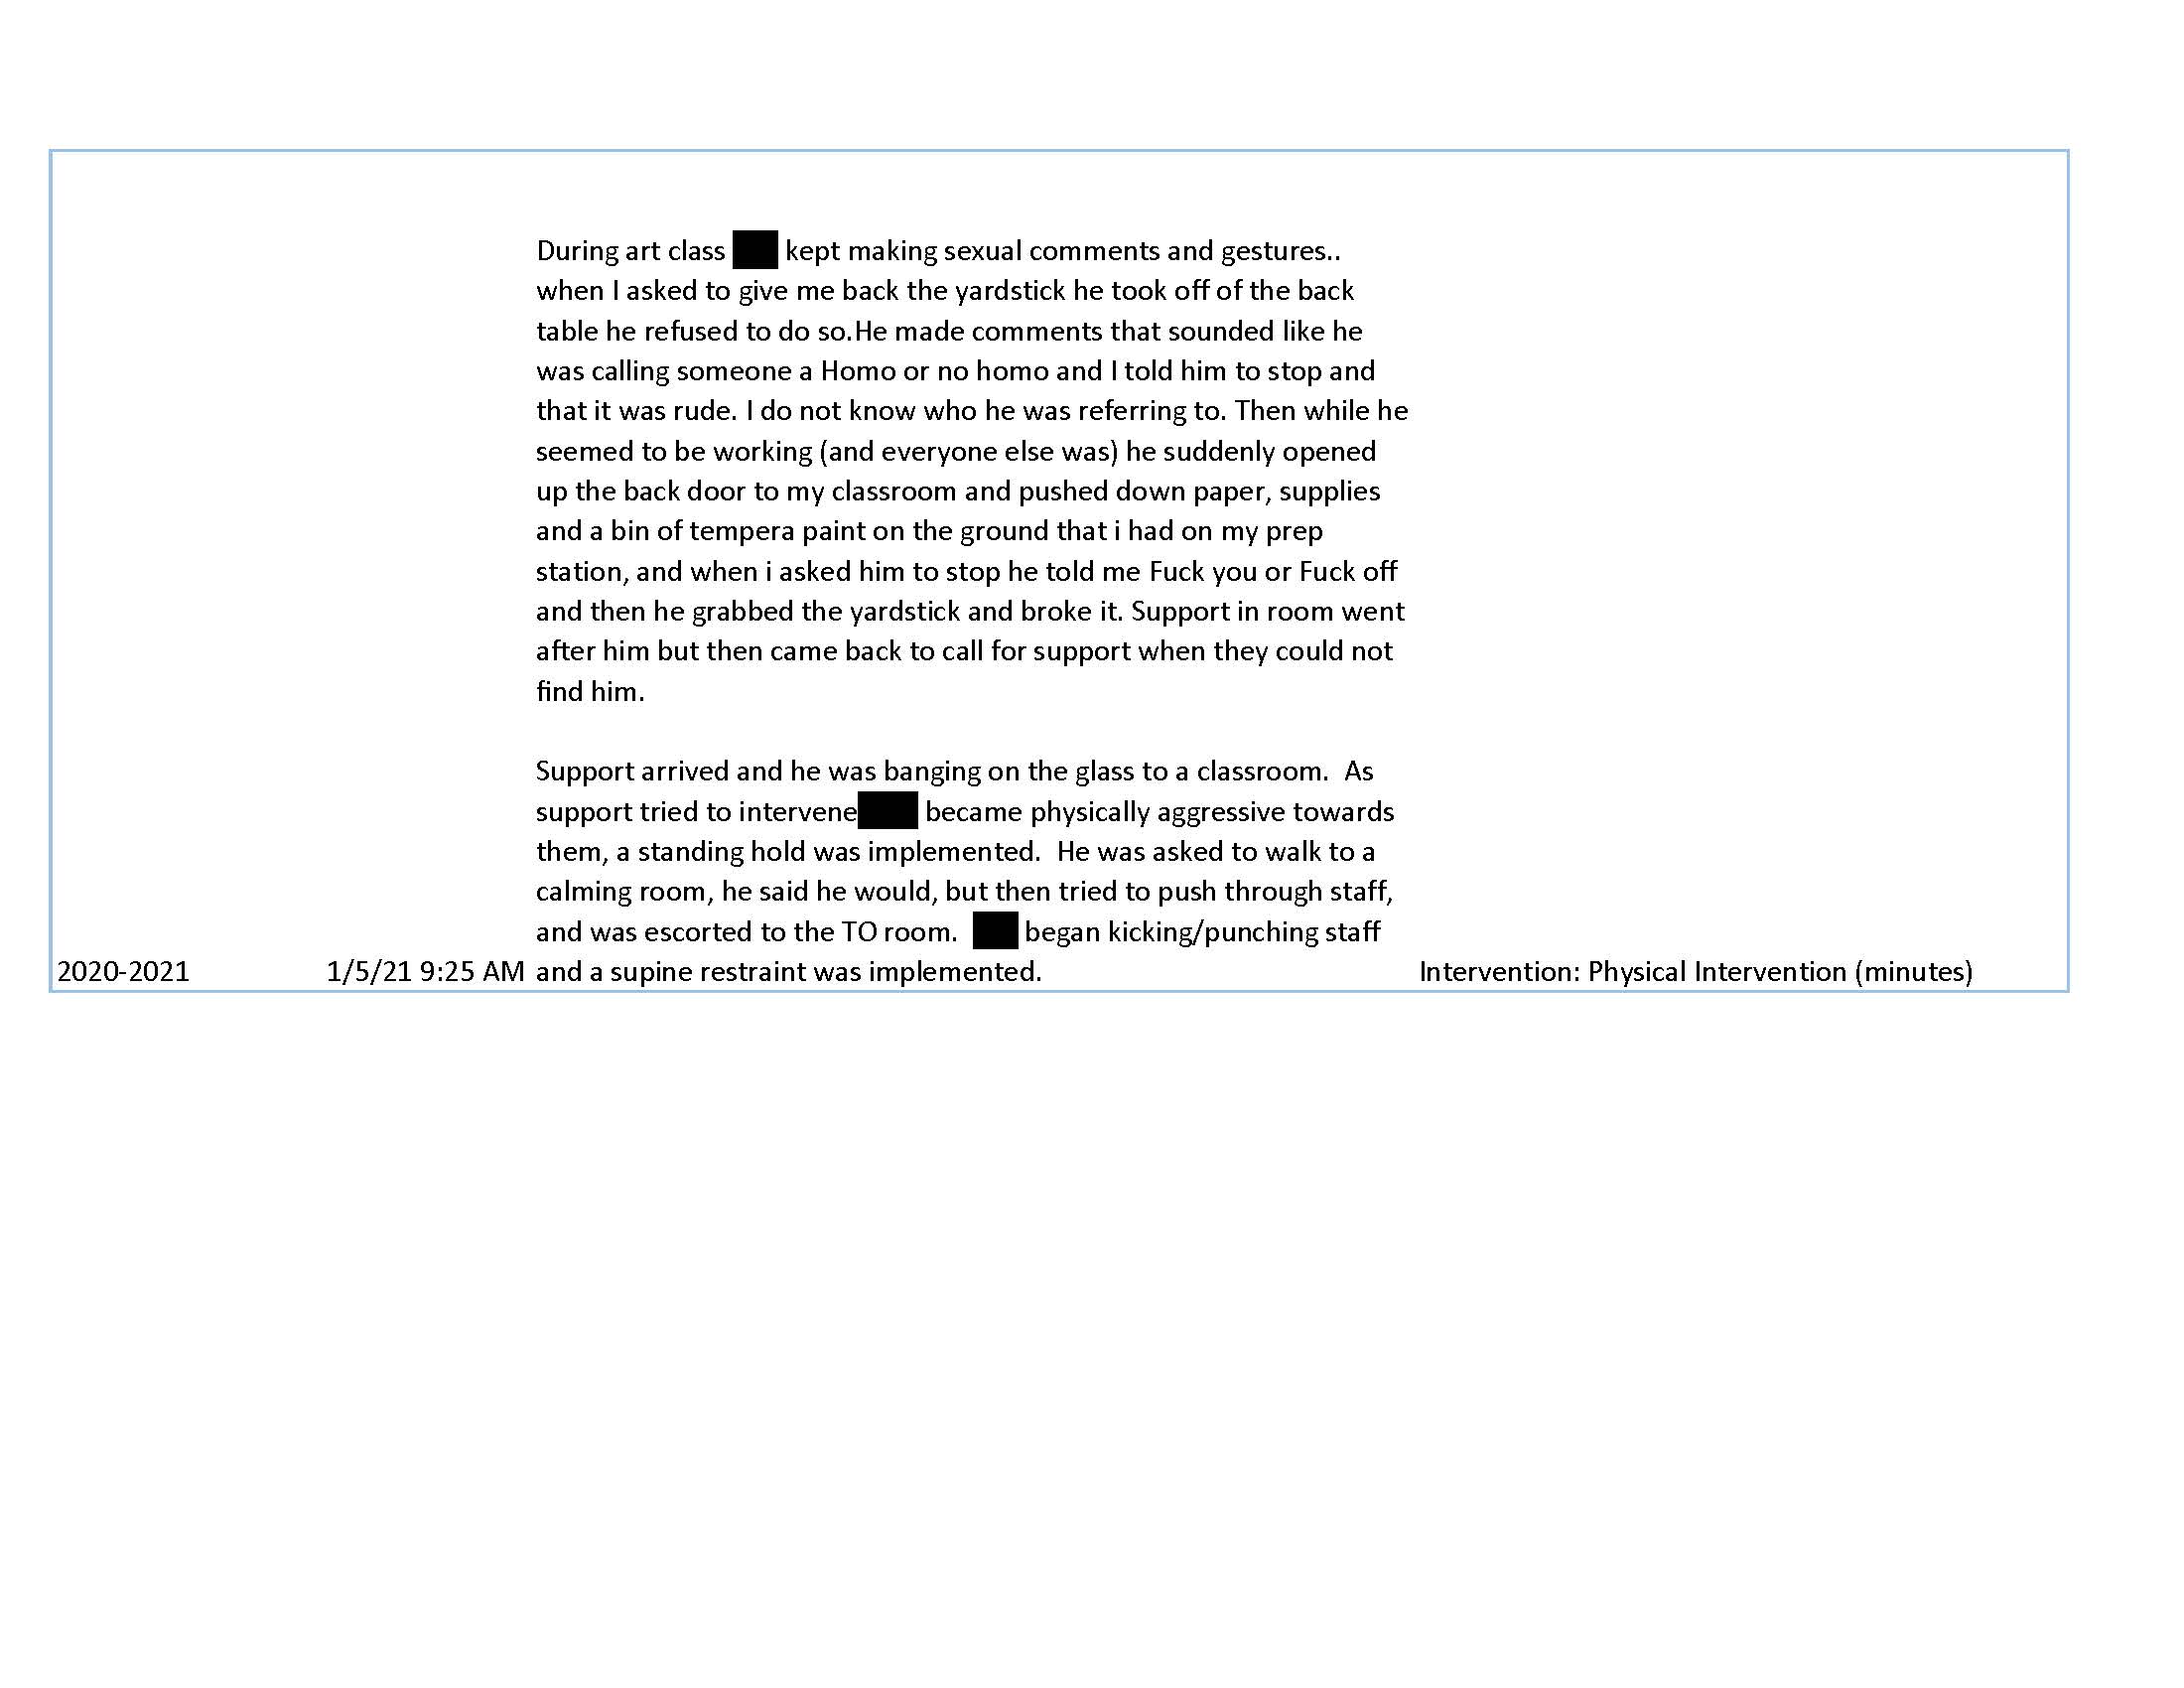 During art class kept making sexual comments and gestures..
when I asked to give me back the yardstick he took off of the back
table he refused to do so.He made comments that sounded like he
was calling someone a Homo or no homo and I told him to stop and
that it was rude. I do not know who he was referring to. Then while he
seemed to be working (and everyone else was) he suddenly opened
up the back door to my classroom and pushed down paper, supplies
and a bin of tempera paint on the ground that i had on my prep
station, and when i asked him to stop he told me Fuck you or Fuck off
and then he grabbed the yardstick and broke it. Support in room went
after him but then came back to call for support when they could not
find him.
Support arrived and he was banging on the glass to a classroom.  As
support tried to intervene became physically aggressive towards
them, a standing hold was implemented.  He was asked to walk to a
calming room, he said he would, but then tried to push through staff,
and was escorted to the TO room.  began kicking/punching staff
2020-2021 1/5/21 9:25 AM and a supine restraint was implemented. Intervention: Physical Intervention (minutes)